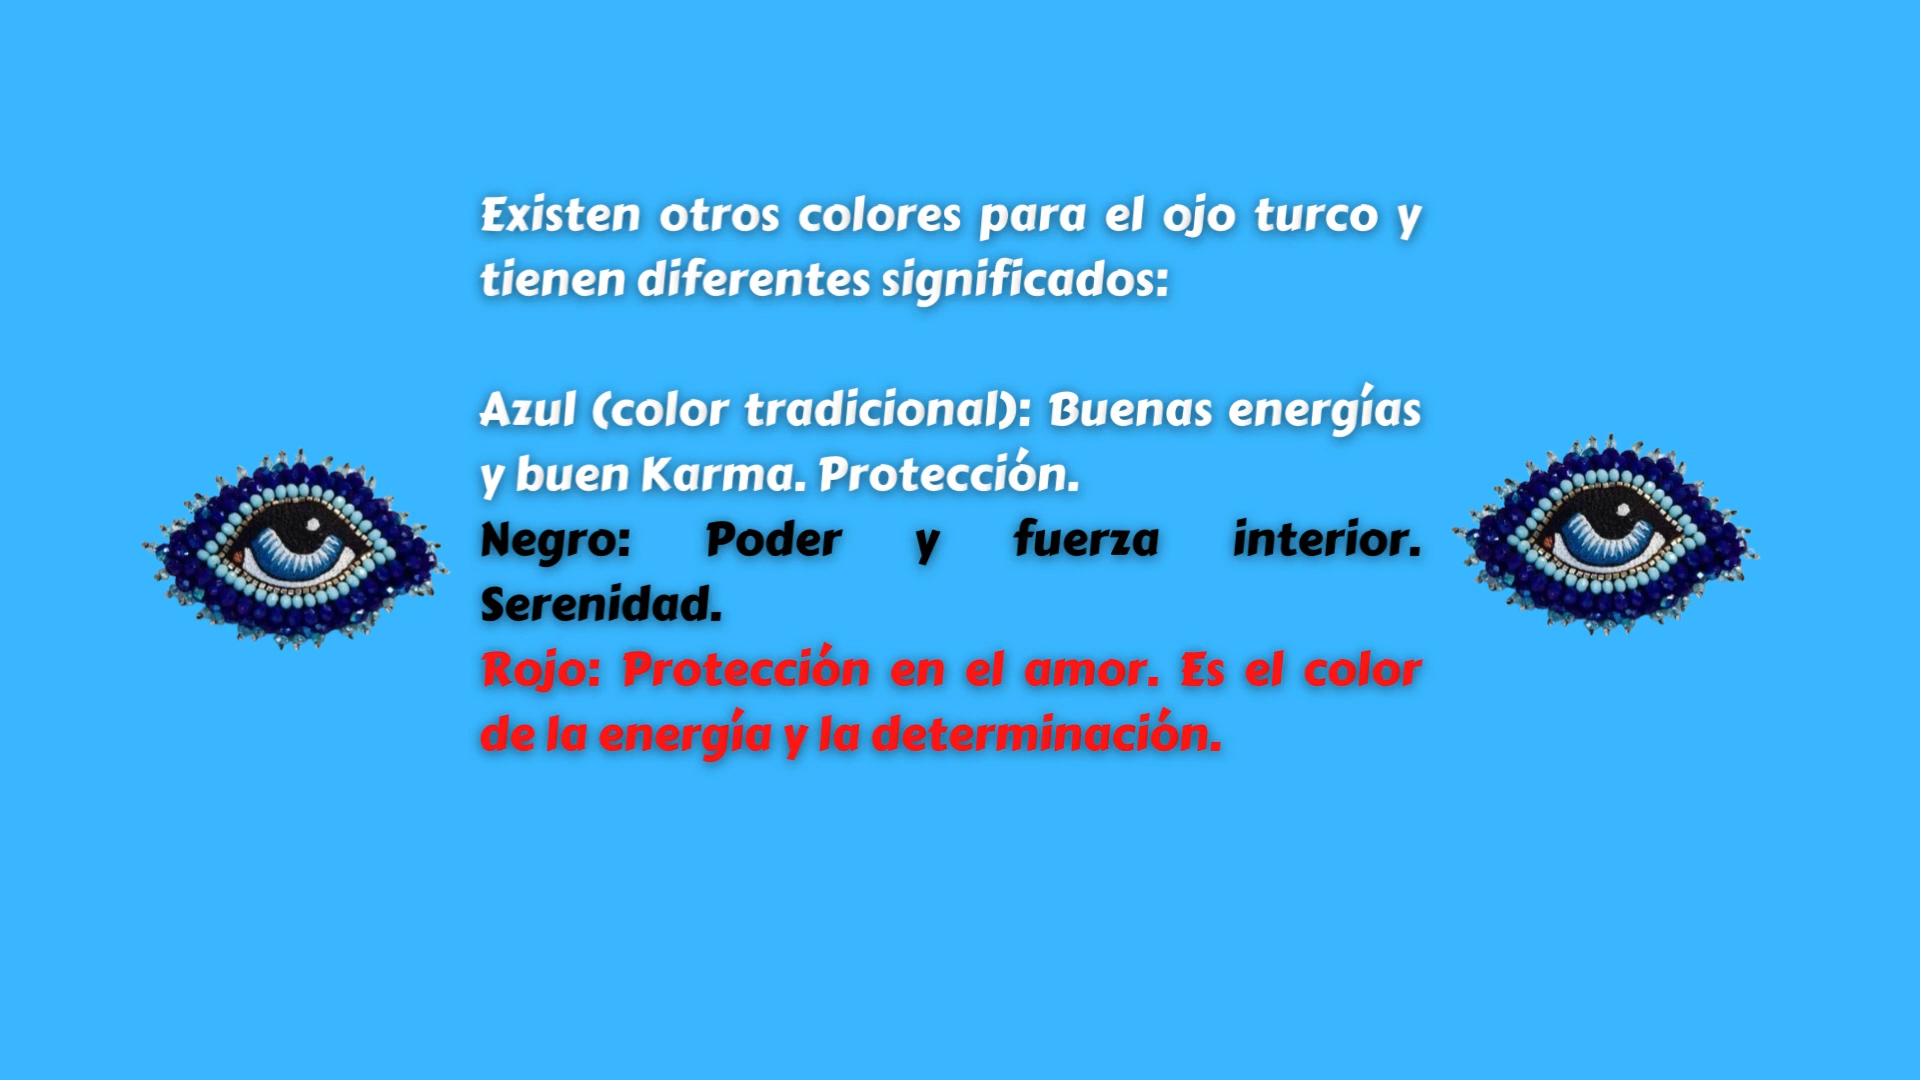 Existen otros colores para el ojo turco y
tienen diferentes significados:
Azul (color tradicional): Buenas energías
y buen Karma. Protección.
Negro: Poder y fuerza interior.
Serenidad.
Rojo: Protección en el amor. Es el color
de la energía y la determinación.